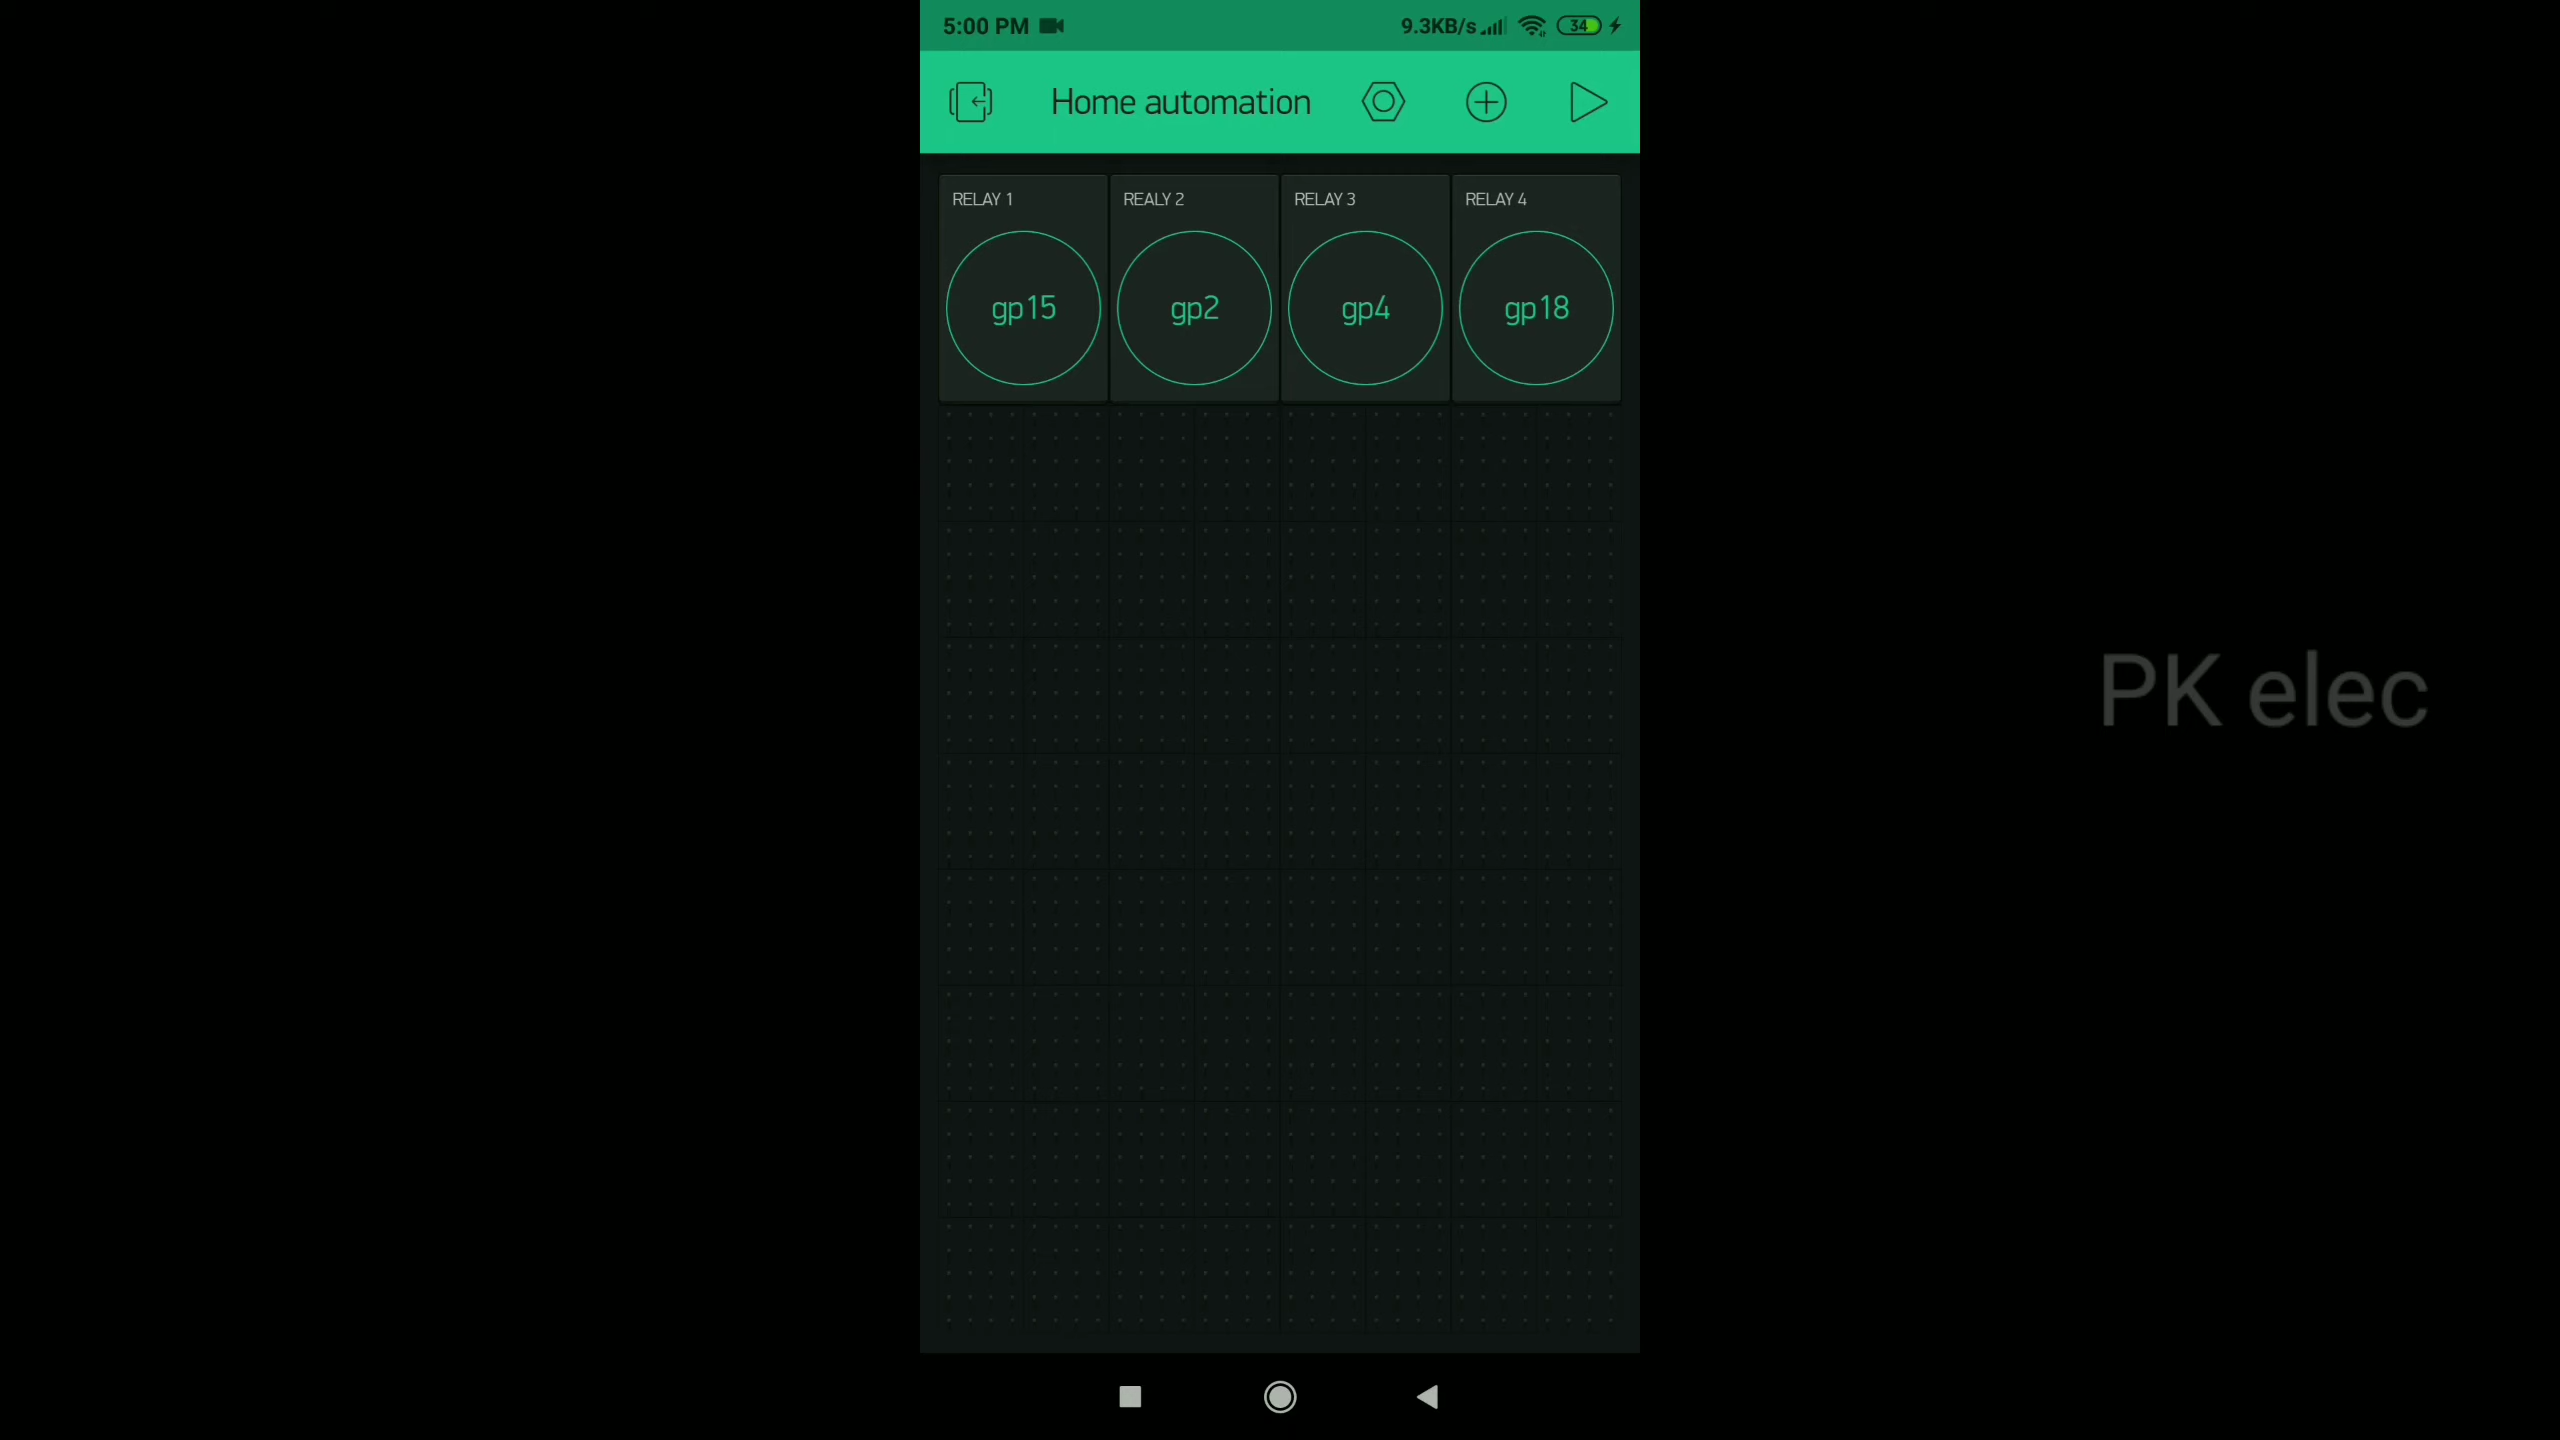 5:00 PM 9.3KB/s 34
Home automation
RELAY 1 REALY 2 RELAY 3 RELAY 4
gp15 gp2 gp4 gp18
PK elec